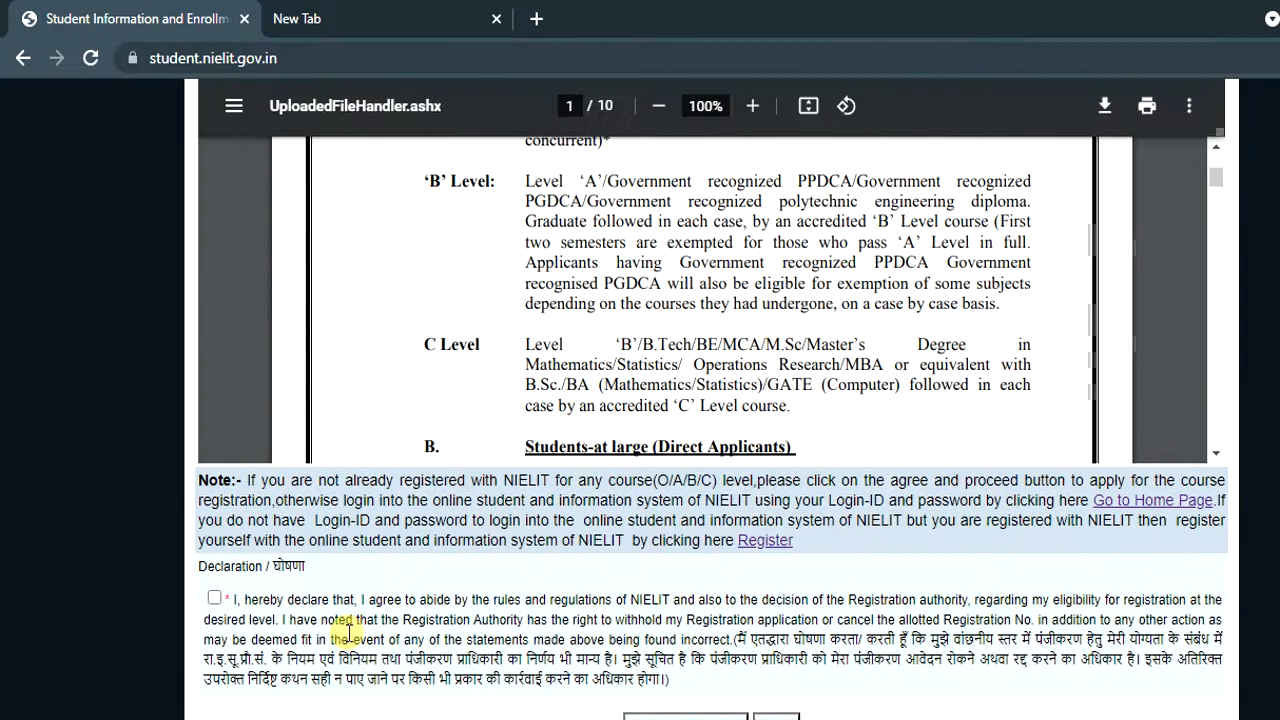 Student Information and Enrollm
New Tab
student.nielit.gov.in
UploadedFileHandler.ashx
1 / 10
100%
concurrent)*
‘B’ Level: Level ‘A’/Government recognized PPDCA/Government recognized
PGDCA/Government recognized polytechnic engineering diploma.
Graduate followed in each case, by an accredited ‘B’ Level course (First
two semesters are exempted for those who pass ‘A’ Level in full.
Applicants having Government recognized PPDCA Government
recognised PGDCA will also be eligible for exemption of some subjects
depending on the courses they had undergone, on a case by case basis.
C Level Level ‘B’/B.Tech/BE/MCA/M.Sc/Master’s Degree in
Mathematics/Statistics/ Operations Research/MBA or equivalent with
B.Sc./BA (Mathematics/Statistics)/GATE (Computer) followed in each
case by an accredited ‘C’ Level course.
B. Students-at large (Direct Applicants)
Note:- If you are not already registered with NIELIT for any course(O/A/B/C) level,please click on the agree and proceed button to apply for the course
registration,otherwise login into the online student and information system of NIELIT using your Login-ID and password by clicking here Go to Home Page.If
you do not have Login-ID and password to login into the online student and information system of NIELIT but you are registered with NIELIT then register
yourself with the online student and information system of NIELIT by clicking here Register
Declaration / घोषणा
* I, hereby declare that, I agree to abide by the rules and regulations of NIELIT and also to the decision of the Registration authority, regarding my eligibility for registration at the
desired level. I have noted that the Registration Authority has the right to withhold my Registration application or cancel the allotted Registration No. in addition to any other action as
may be deemed fit in the event of any of the statements made above being found incorrect.(मैं एतद्वारा घोषणा करता/ करती हूँ कि मुझे वांछनीय स्तर में पंजीकरण हेतु मेरी योग्यता के संबंध में
रा.इ.सू.प्रौ.सं. के नियम एवं विनियम तथा पंजीकरण प्राधिकारी का निर्णय भी मान्य है। मुझे सूचित है कि पंजीकरण प्राधिकारी को मेरा पंजीकरण आवेदन रोकने अथवा रद्द करने का अधिकार है। इसके अतिरिक्त
उपरोक्त निर्दिष्ट कथन सही न पाए जाने पर किसी भी प्रकार की कार्रवाई करने का अधिकार होगा।)